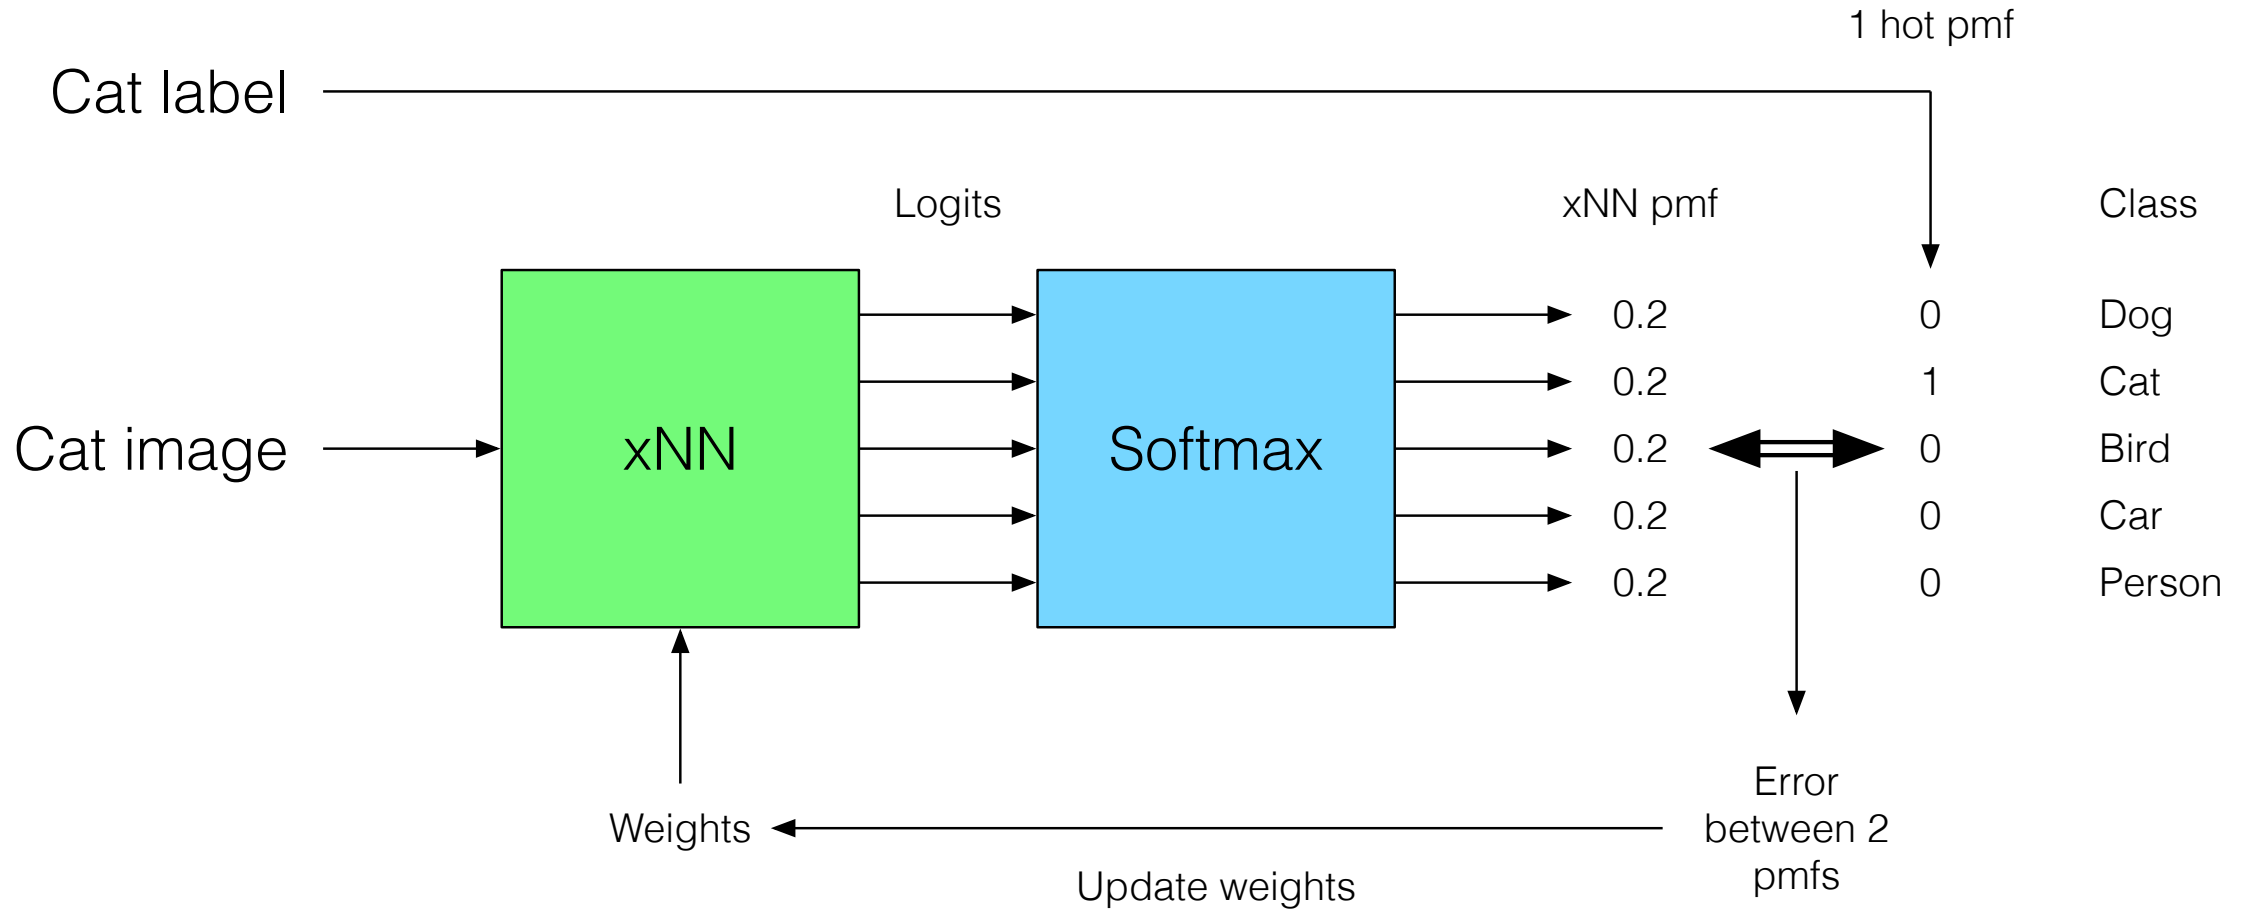 1 hot pmf
Cat label
Logits
xNN pmf
Class
0.2 0 Dog
0.2 1 Cat
Cat image
xNN
Softmax
0.2 0 Bird
0.2 0 Car
0.2 0 Person
Error
between 2
pmfs
Weights
Update weights